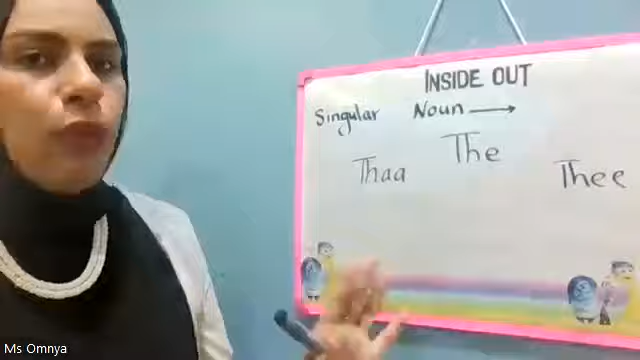 INSIDE OUT
Singular Noun →
The
Thaa Thee
Ms Omnya